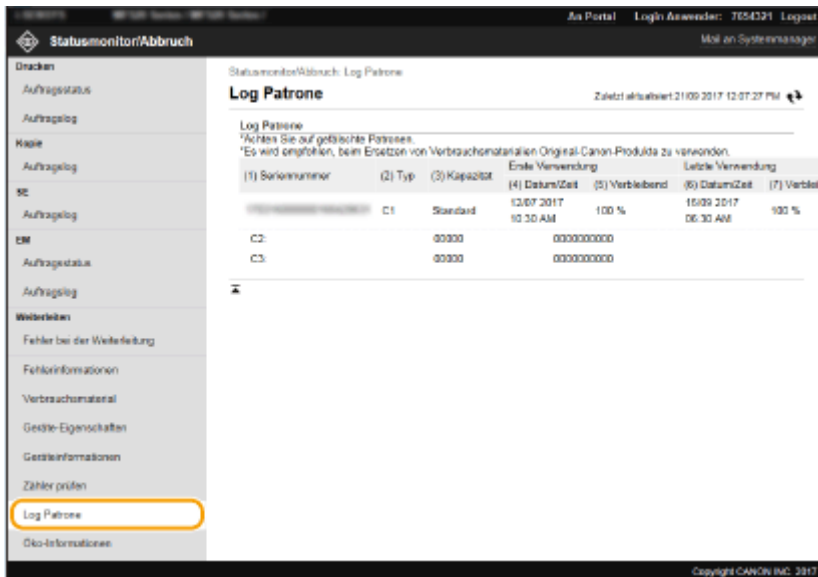 An Portal Login Anwender: 7654321 Logout
Statusmonitor/Abbruch
Mail an Systemmanager
Drucken
Auftragsstatus
Auftragslog
Kopie
Auftragslog
SE
Auftragslog
EM
Auftragsstatus
Auftragslog
Weiterleiten
Fehler bei der Weiterleitung
Fehlerinformationen
Verbrauchsmaterial
Geräte-Eigenschaften
Geräteinformationen
Zähler prüfen
Log Patrone
Öko-Informationen
Statusmonitor/Abbruch: Log Patrone
Log Patrone
Zuletzt aktualisiert:21/09 2017 12:07:27 PM
Log Patrone
*Achten Sie auf gefälschte Patronen.
*Es wird empfohlen, beim Ersetzen von Verbrauchsmaterialien Original-Canon-Produkte zu verwenden.
(1) Seriennummer (2) Typ (3) Kapazität Erste Verwendung Letzte Verwendung
(4) Datum/Zeit (5) Verbleibend (6) Datum/Zeit (7) Verblei
C1 Standard 12/07 2017 10:30 AM 100 % 15/09 2017 06:30 AM 100 %
C2: 00000 0000000000
C3: 00000 0000000000
Copyright CANON INC. 2017